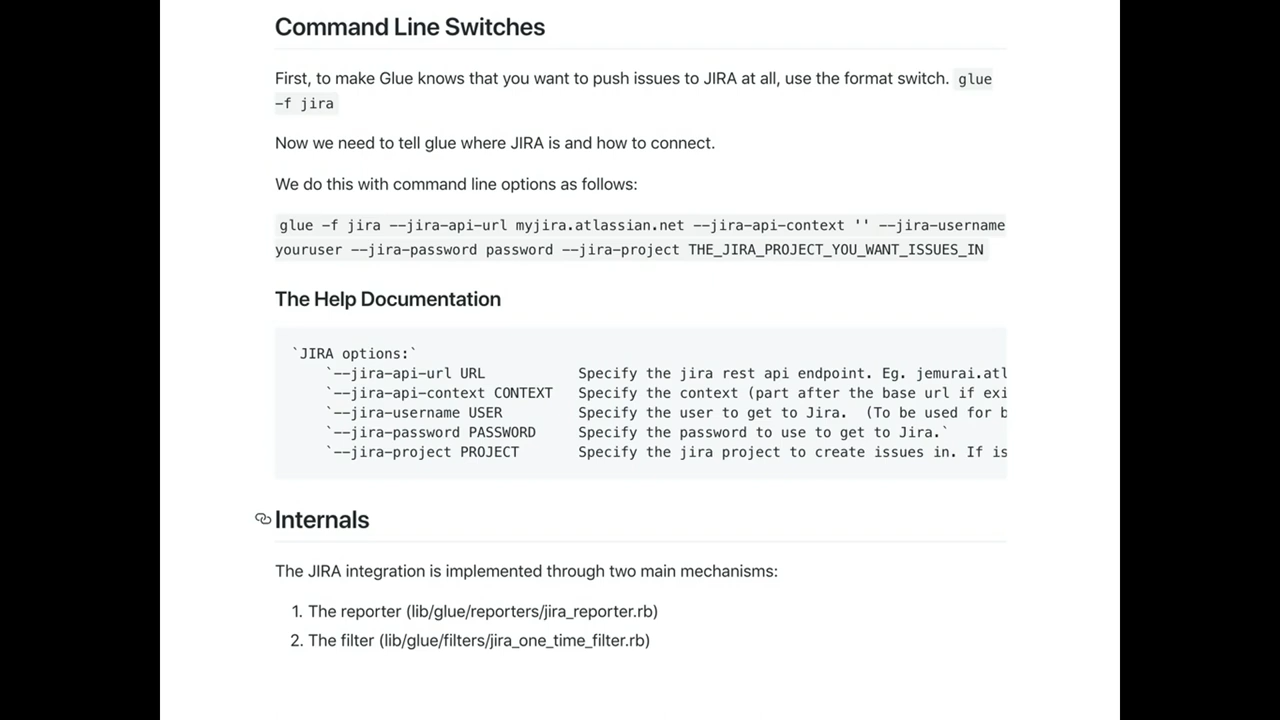 Command Line Switches
First, to make Glue knows that you want to push issues to JIRA at all, use the format switch. glue
-f jira
Now we need to tell glue where JIRA is and how to connect.
We do this with command line options as follows:
glue -f jira --jira-api-url myjira.atlassian.net --jira-api-context '' --jira-username
youruser --jira-password password --jira-project THE_JIRA_PROJECT_YOU_WANT_ISSUES_IN
The Help Documentation
`JIRA options:`
`--jira-api-url URL Specify the jira rest api endpoint. Eg. jemurai.atl
`--jira-api-context CONTEXT Specify the context (part after the base url if exi
`--jira-username USER Specify the user to get to Jira. (To be used for b
`--jira-password PASSWORD Specify the password to use to get to Jira.`
`--jira-project PROJECT Specify the jira project to create issues in. If is
Internals
The JIRA integration is implemented through two main mechanisms:
1. The reporter (lib/glue/reporters/jira_reporter.rb)
2. The filter (lib/glue/filters/jira_one_time_filter.rb)